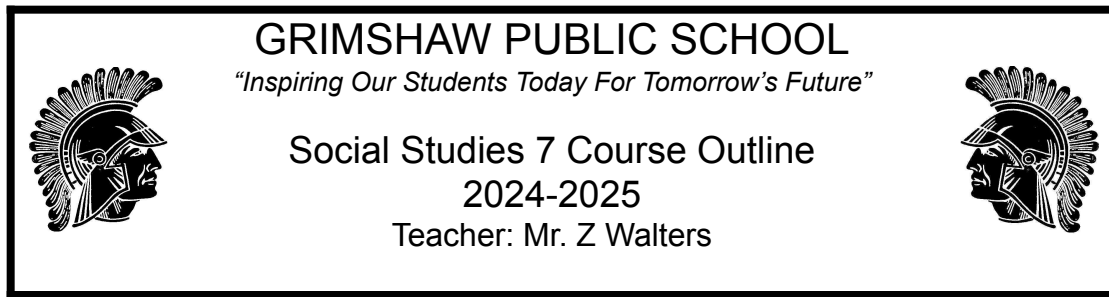 GRIMSHAW PUBLIC SCHOOL
“Inspiring Our Students Today For Tomorrow’s Future”
Social Studies 7 Course Outline
2024-2025
Teacher: Mr. Z Walters